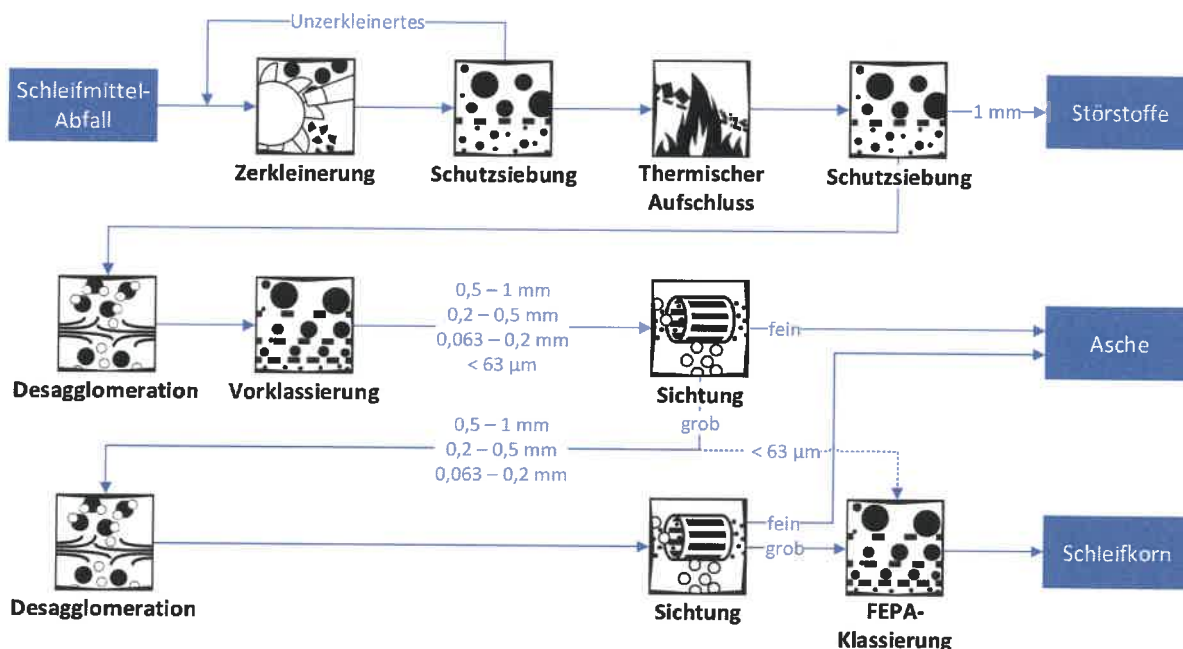 Unzerkleinertes
Schleifmittel-
Abfall
1 mm
Störstoffe
Zerkleinerung
Schutzsiebung
Thermischer
Aufschluss
Schutzsiebung
0,5 – 1 mm
0,2 – 0,5 mm
0,063 – 0,2 mm
< 63 µm
fein
Asche
Desagglomeration
Vorklassierung
Sichtung
grob
0,5 – 1 mm
0,2 – 0,5 mm
0,063 – 0,2 mm
< 63 µm
fein
grob
Schleifkorn
Desagglomeration
Sichtung
FEPA-
Klassierung